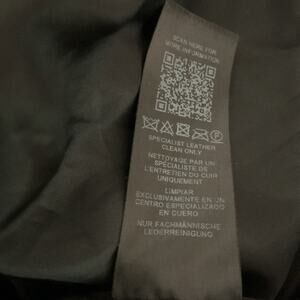 SCAN HERE FOR
MORE INFORMATION
P
SPECIALIST LEATHER
CLEAN ONLY
NETTOYAGE PAR UN
SPÉCIALISTE DE
L'ENTRETIEN DU CUIR
UNIQUEMENT
LIMPIAR
EXCLUSIVAMENTE EN UN
CENTRO ESPECIALIZADO
EN CUERO
NUR FACHMÄNNISCHE
LEDERREINIGUNG